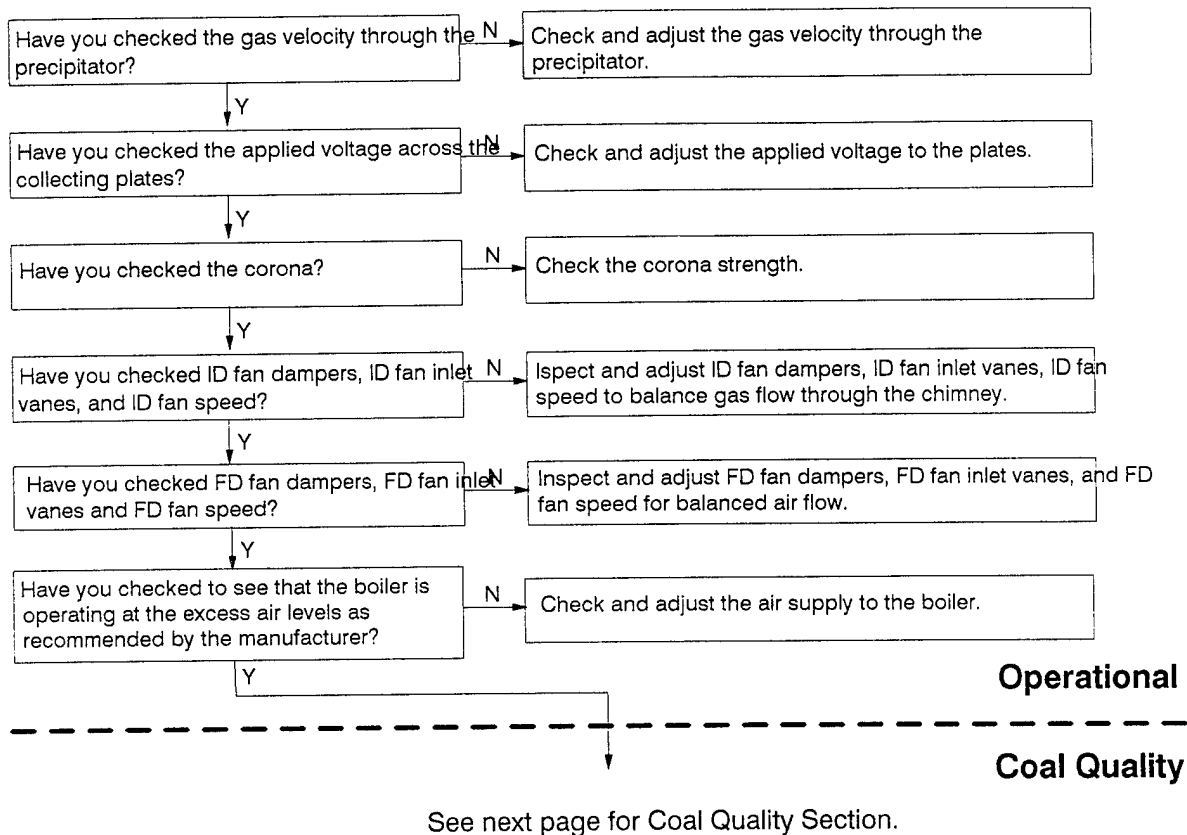 Have you checked the gas velocity through the
precipitator?
N
Check and adjust the gas velocity through the
precipitator.
Y
Have you checked the applied voltage across the
collecting plates?
N
Check and adjust the applied voltage to the plates.
Y
Have you checked the corona?
N
Check the corona strength.
Y
Have you checked ID fan dampers, ID fan inlet
vanes, and ID fan speed?
N
Ispect and adjust ID fan dampers, ID fan inlet vanes, ID fan
speed to balance gas flow through the chimney.
Y
Have you checked FD fan dampers, FD fan inlet
vanes and FD fan speed?
N
Inspect and adjust FD fan dampers, FD fan inlet vanes, and FD
fan speed for balanced air flow.
Y
Have you checked to see that the boiler is
operating at the excess air levels as
recommended by the manufacturer?
N
Check and adjust the air supply to the boiler.
Y
Operational
Coal Quality
See next page for Coal Quality Section.